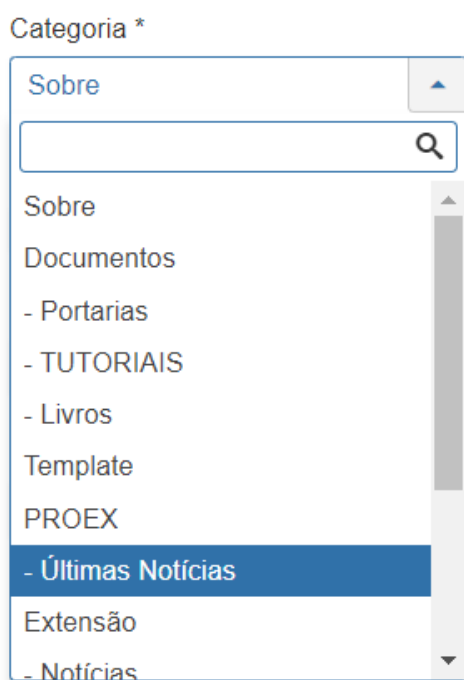 Categoria *
Sobre
Sobre
Documentos
- Portarias
- TUTORIAIS
- Livros
Template
PROEX
- Últimas Notícias
Extensão
- Notícias